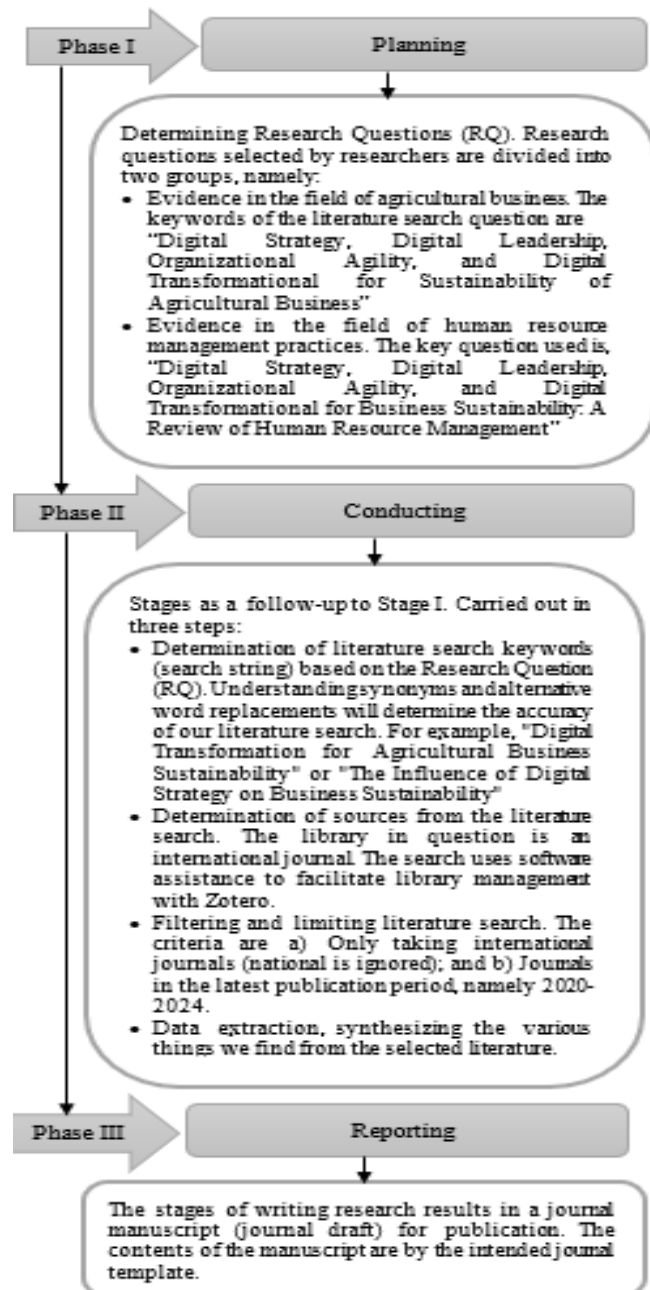 Phase I
Planning
Determining Research Questions (RQ). Research
questions selected by researchers are divided into
two groups, namely:
• Evidence in the field of agricultural business. The
keywords of the literature search question are
"Digital Strategy, Digital Leadership,
Organizational Agility, and Digital
Transformational for Sustainability of
Agricultural Business"
• Evidence in the field of human resource
management practices. The key question used is,
"Digital Strategy, Digital Leadership,
Organizational Agility, and Digital
Transformational for Business Sustainability: A
Review of Human Resource Management"
Phase II
Conducting
Stages as a follow-up to Stage I. Carried out in
three steps:
• Determination of literature search keywords
(search string) based on the Research Question
(RQ). Understanding synonyms and alternative
word replacements will determine the accuracy
of our literature search. For example, "Digital
Transformation for Agricultural Business
Sustainability" or "The Influence of Digital
Strategy on Business Sustainability"
• Determination of sources from the literature
search. The library in question is an
international journal. The search uses software
assistance to facilitate library management
with Zotero.
• Filtering and limiting literature search. The
criteria are a) Only taking international
journals (national is ignored); and b) Journals
in the latest publication period, namely 2020-
2024.
• Data extraction, synthesizing the various
things we find from the selected literature.
Phase III
Reporting
The stages of writing research results in a journal
manuscript (journal draft) for publication. The
contents of the manuscript are by the intended journal
template.